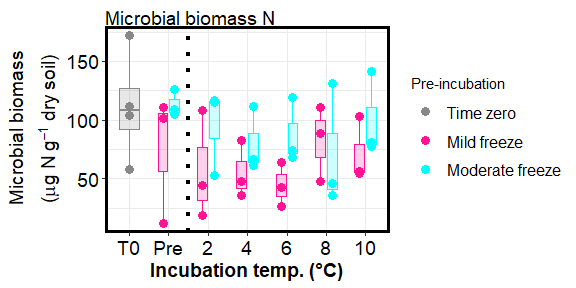 Microbial biomass N
Microbial biomass
(μg N g⁻¹ dry soil)
150
100
50
T0 Pre 2 4 6 8 10
Incubation temp. (°C)
Pre-incubation
Time zero
Mild freeze
Moderate freeze